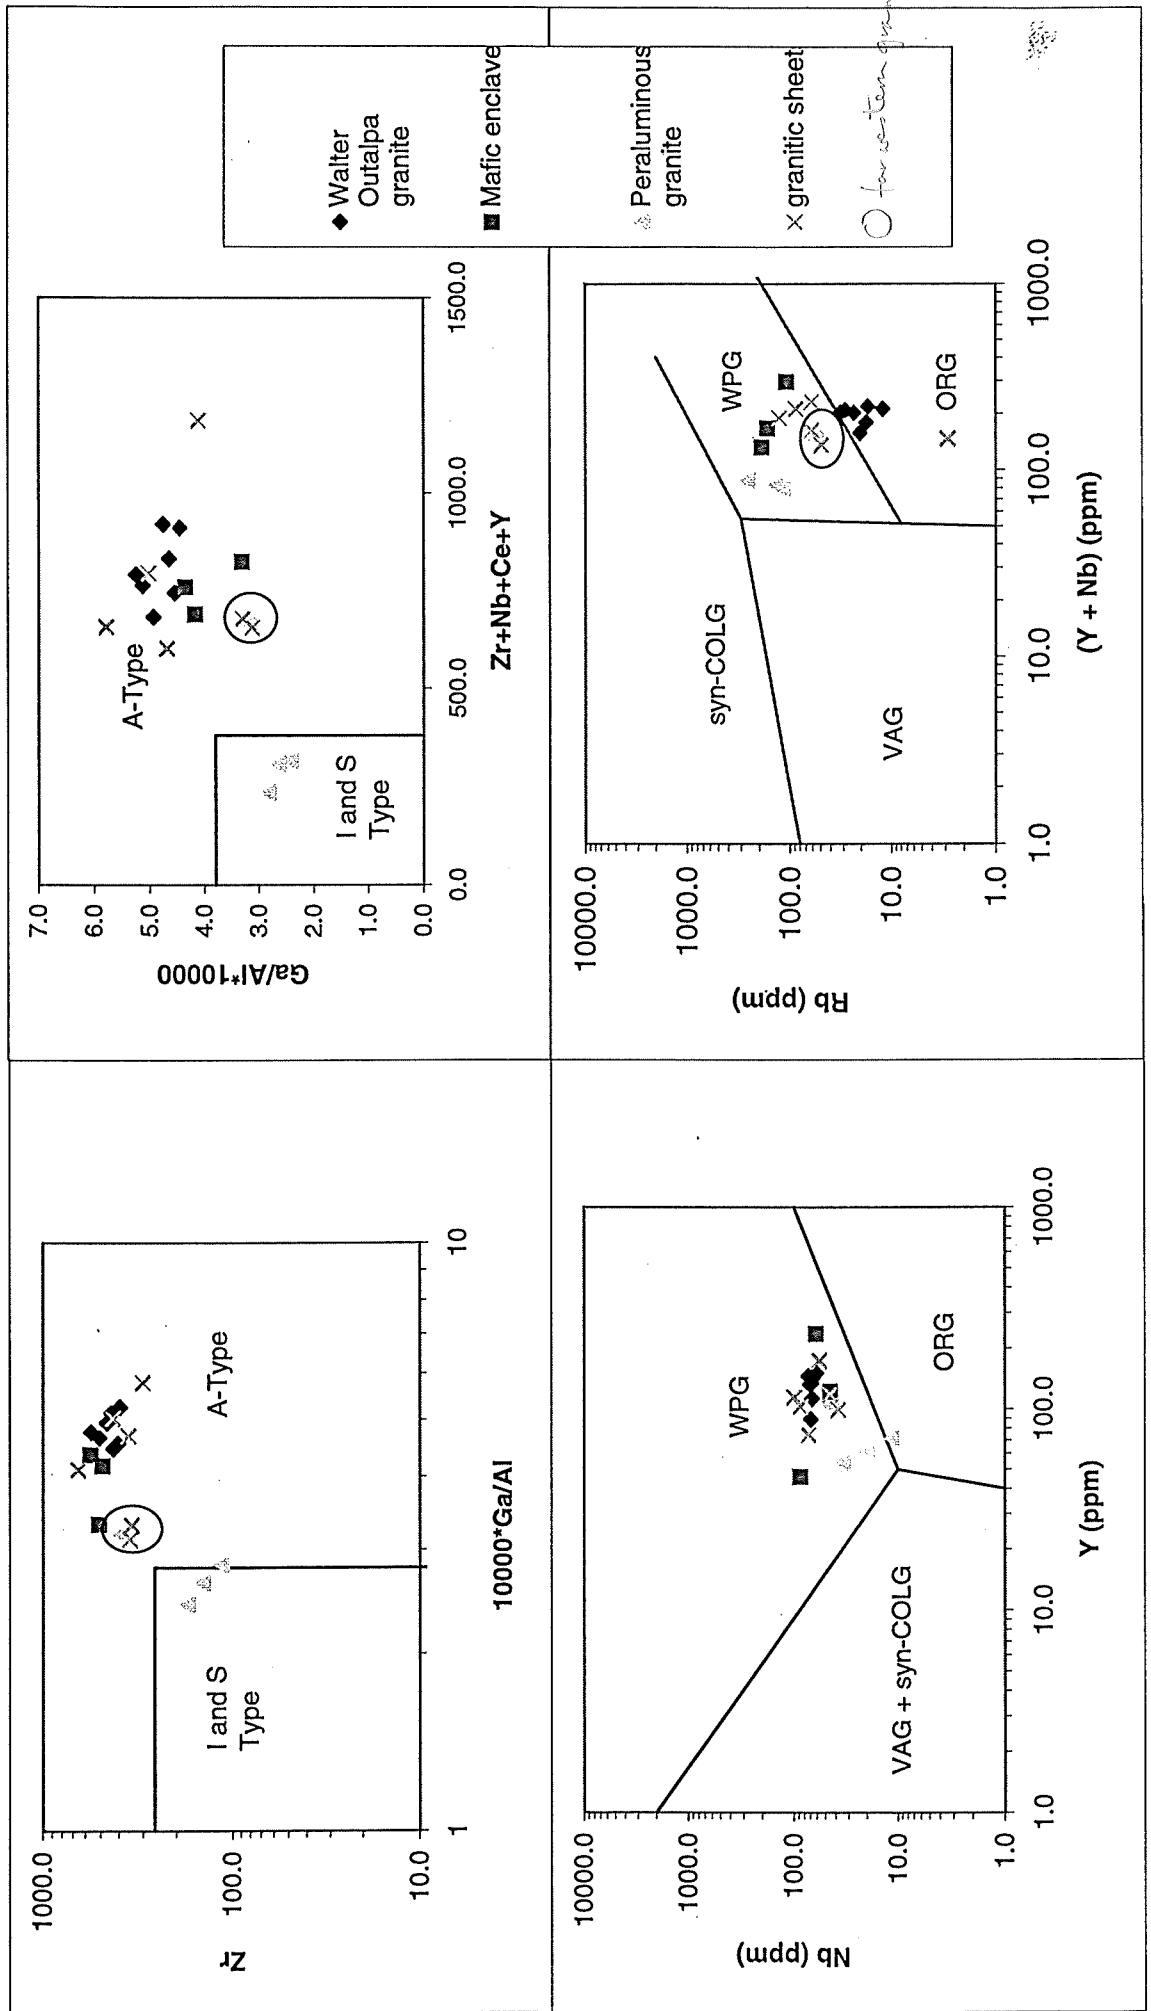 1000.0
100.0
10.0
Zr
1
10
10000*Ga/Al
A-Type
I and S
Type
7.0
6.0
5.0
4.0
3.0
2.0
1.0
0.0
Ga/Al*10000
0.0
500.0
1000.0
1500.0
Zr+Nb+Ce+Y
A-Type
I and S
Type
Walter
Outalpa
granite
Mafic enclave
Peraluminous
granite
granitic sheet
far western
10000.0
1000.0
100.0
10.0
1.0
Nb (ppm)
1.0
10.0
100.0
1000.0
Y (ppm)
WPG
ORG
VAG + syn-COLG
10000.0
1000.0
100.0
10.0
1.0
Rb (ppm)
1.0
10.0
100.0
1000.0
(Y + Nb) (ppm)
syn-COLG
WPG
VAG
ORG